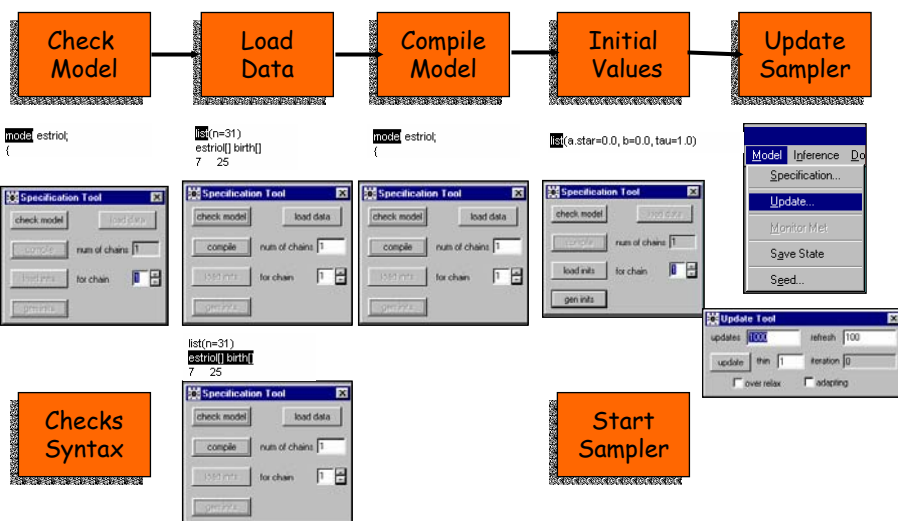 Check
Model
Load
Data
Compile
Model
Initial
Values
Update
Sampler
model estriol;
{
list(n=31)
estriol[] birth[]
7 25
model estriol;
{
list(a.star=0.0, b=0.0, tau=1.0)
Model Inference Do
Specification...
Update...
Monitor Met
Save State
Seed...
Specification Tool
check model load data
compile num of chains 1
load inits for chain 1
gen inits
Specification Tool
check model load data
compile num of chains 1
load inits for chain 1
gen inits
Specification Tool
check model load data
compile num of chains 1
load inits for chain 1
gen inits
Specification Tool
check model load data
compile num of chains 1
load inits for chain 1
gen inits
Update Tool
updates 1000 refresh 100
update thin 1 iteration 0
over relax adapting
list(n=31)
estriol[] birth[]
7 25
Specification Tool
check model load data
compile num of chains 1
load inits for chain 1
gen inits
Checks
Syntax
Start
Sampler